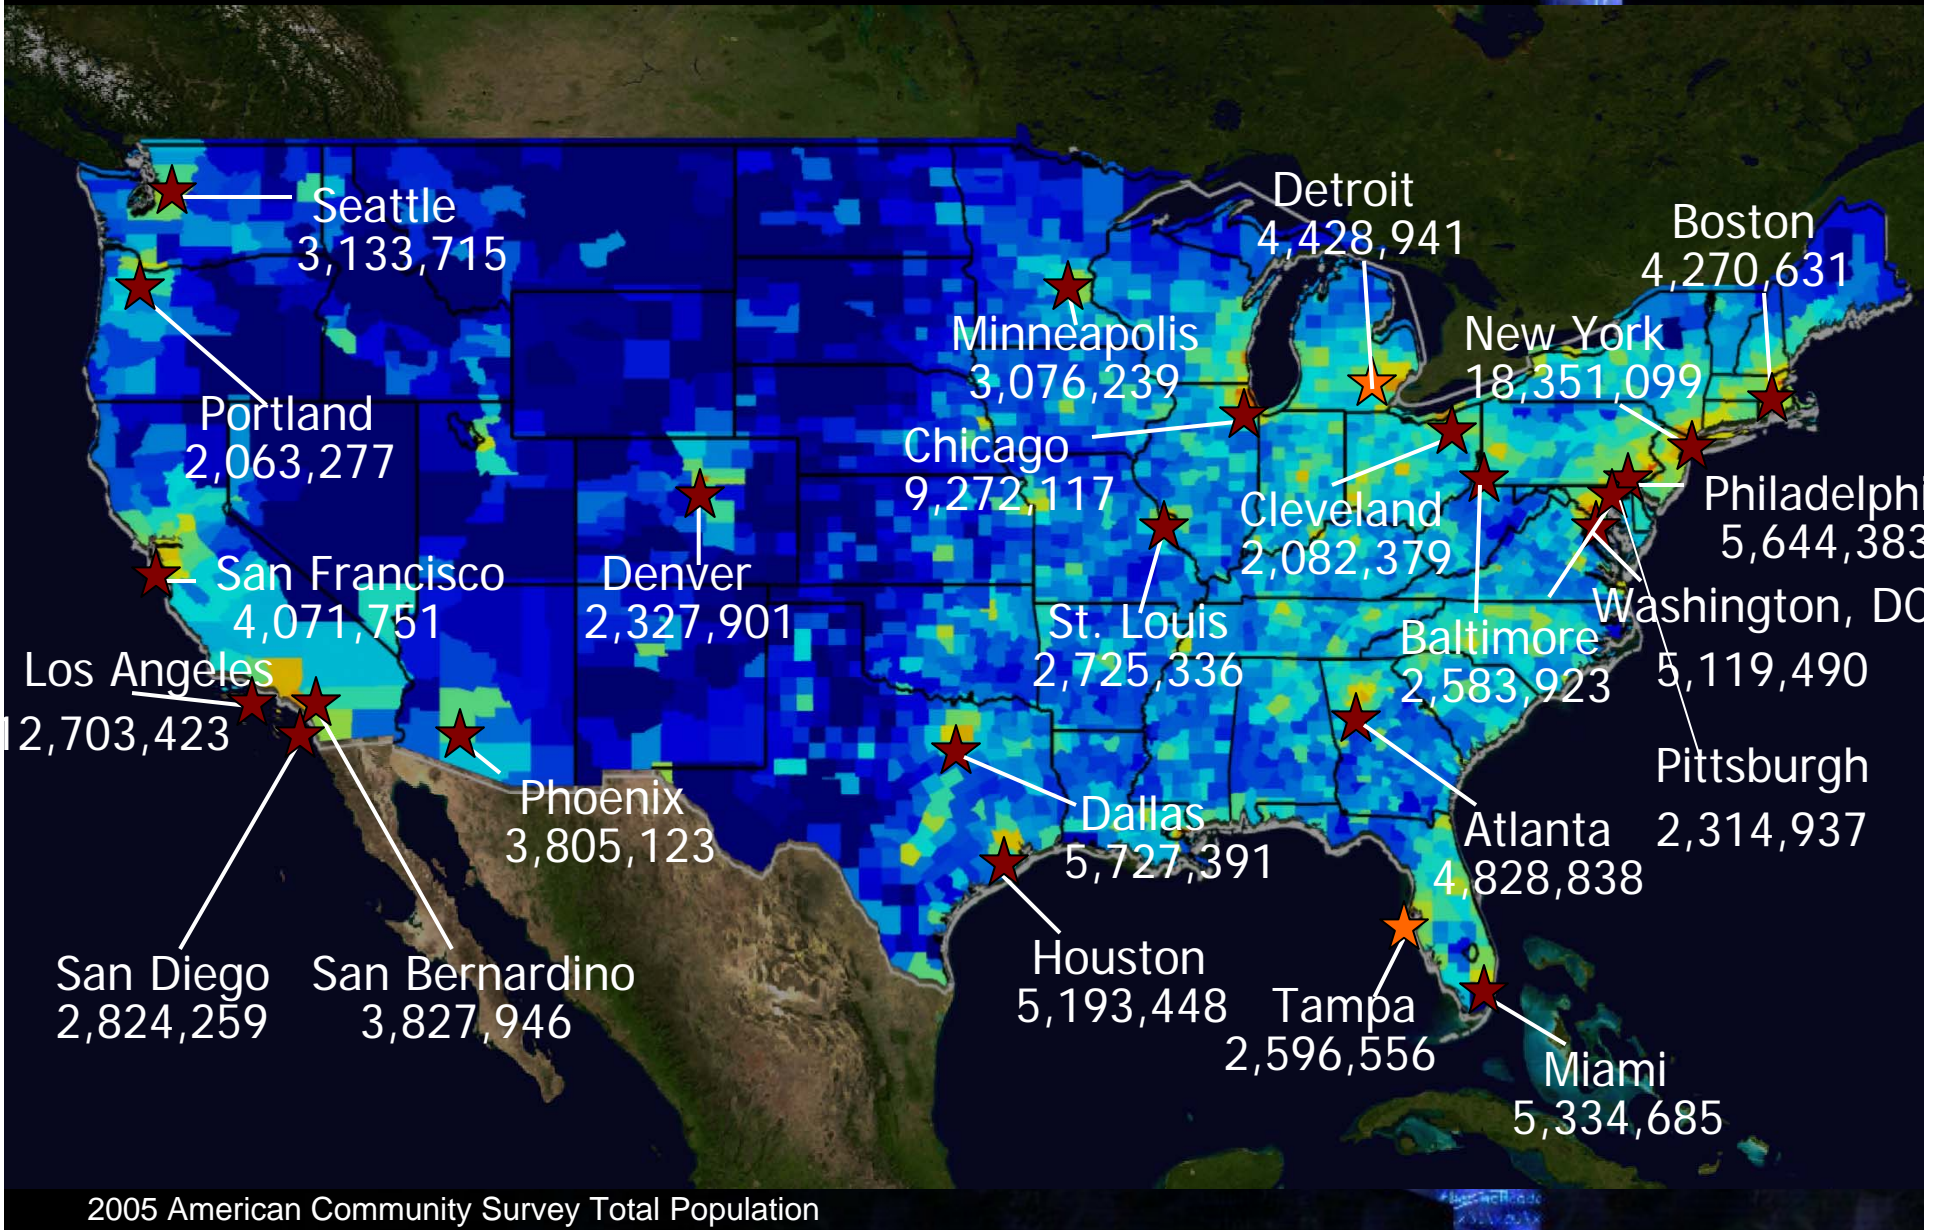 Seattle
3,133,715
Detroit
4,428,941
Boston
4,270,631
Minneapolis
3,076,239
New York
18,351,099
Portland
2,063,277
Chicago
9,272,117
Cleveland
2,082,379
Philadelphi
5,644,383
San Francisco
4,071,751
Denver
2,327,901
St. Louis
2,725,336
Baltimore
2,583,923
Washington, DC
5,119,490
Los Angeles
12,703,423
Phoenix
3,805,123
Dallas
5,727,391
Atlanta
4,828,838
Pittsburgh
2,314,937
San Diego
2,824,259
San Bernardino
3,827,946
Houston
5,193,448
Tampa
2,596,556
Miami
5,334,685
2005 American Community Survey Total Population